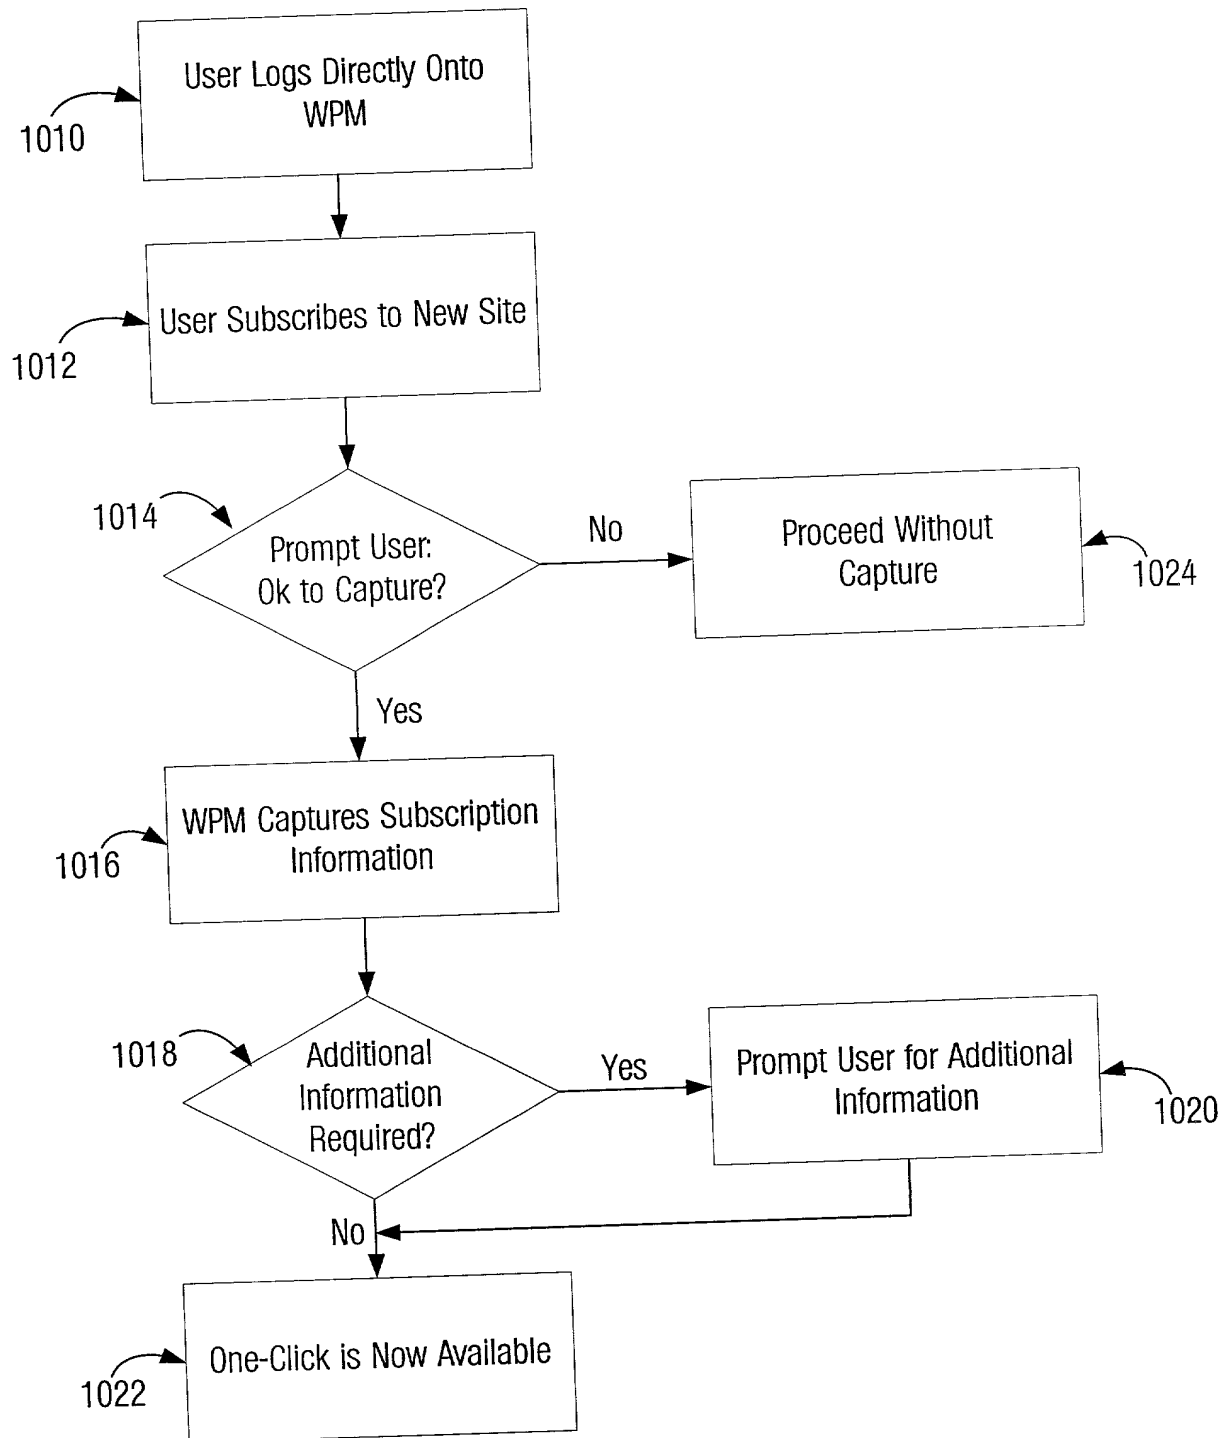 User Logs Directly Onto
WPM
1010
User Subscribes to New Site
1012
1014
Prompt User:
Ok to Capture?
No
Proceed Without
Capture
1024
Yes
WPM Captures Subscription
Information
1016
1018
Additional
Information
Required?
Yes
Prompt User for Additional
Information
1020
No
One-Click is Now Available
1022